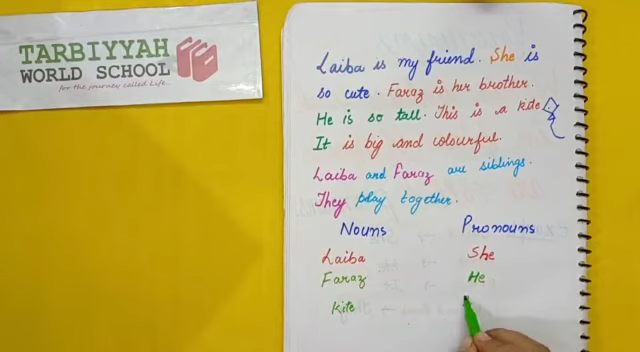 TARBIYYAH
WORLD SCHOOL
for the journey called Life...
Laiba is my friend. She is
so cute. Faraz is her brother.
He is so tall. This is a kite
It is big and colourful.
Laiba and Faraz are siblings.
They play together.
Nouns Pronouns
Laiba She
Faraz He
Kite